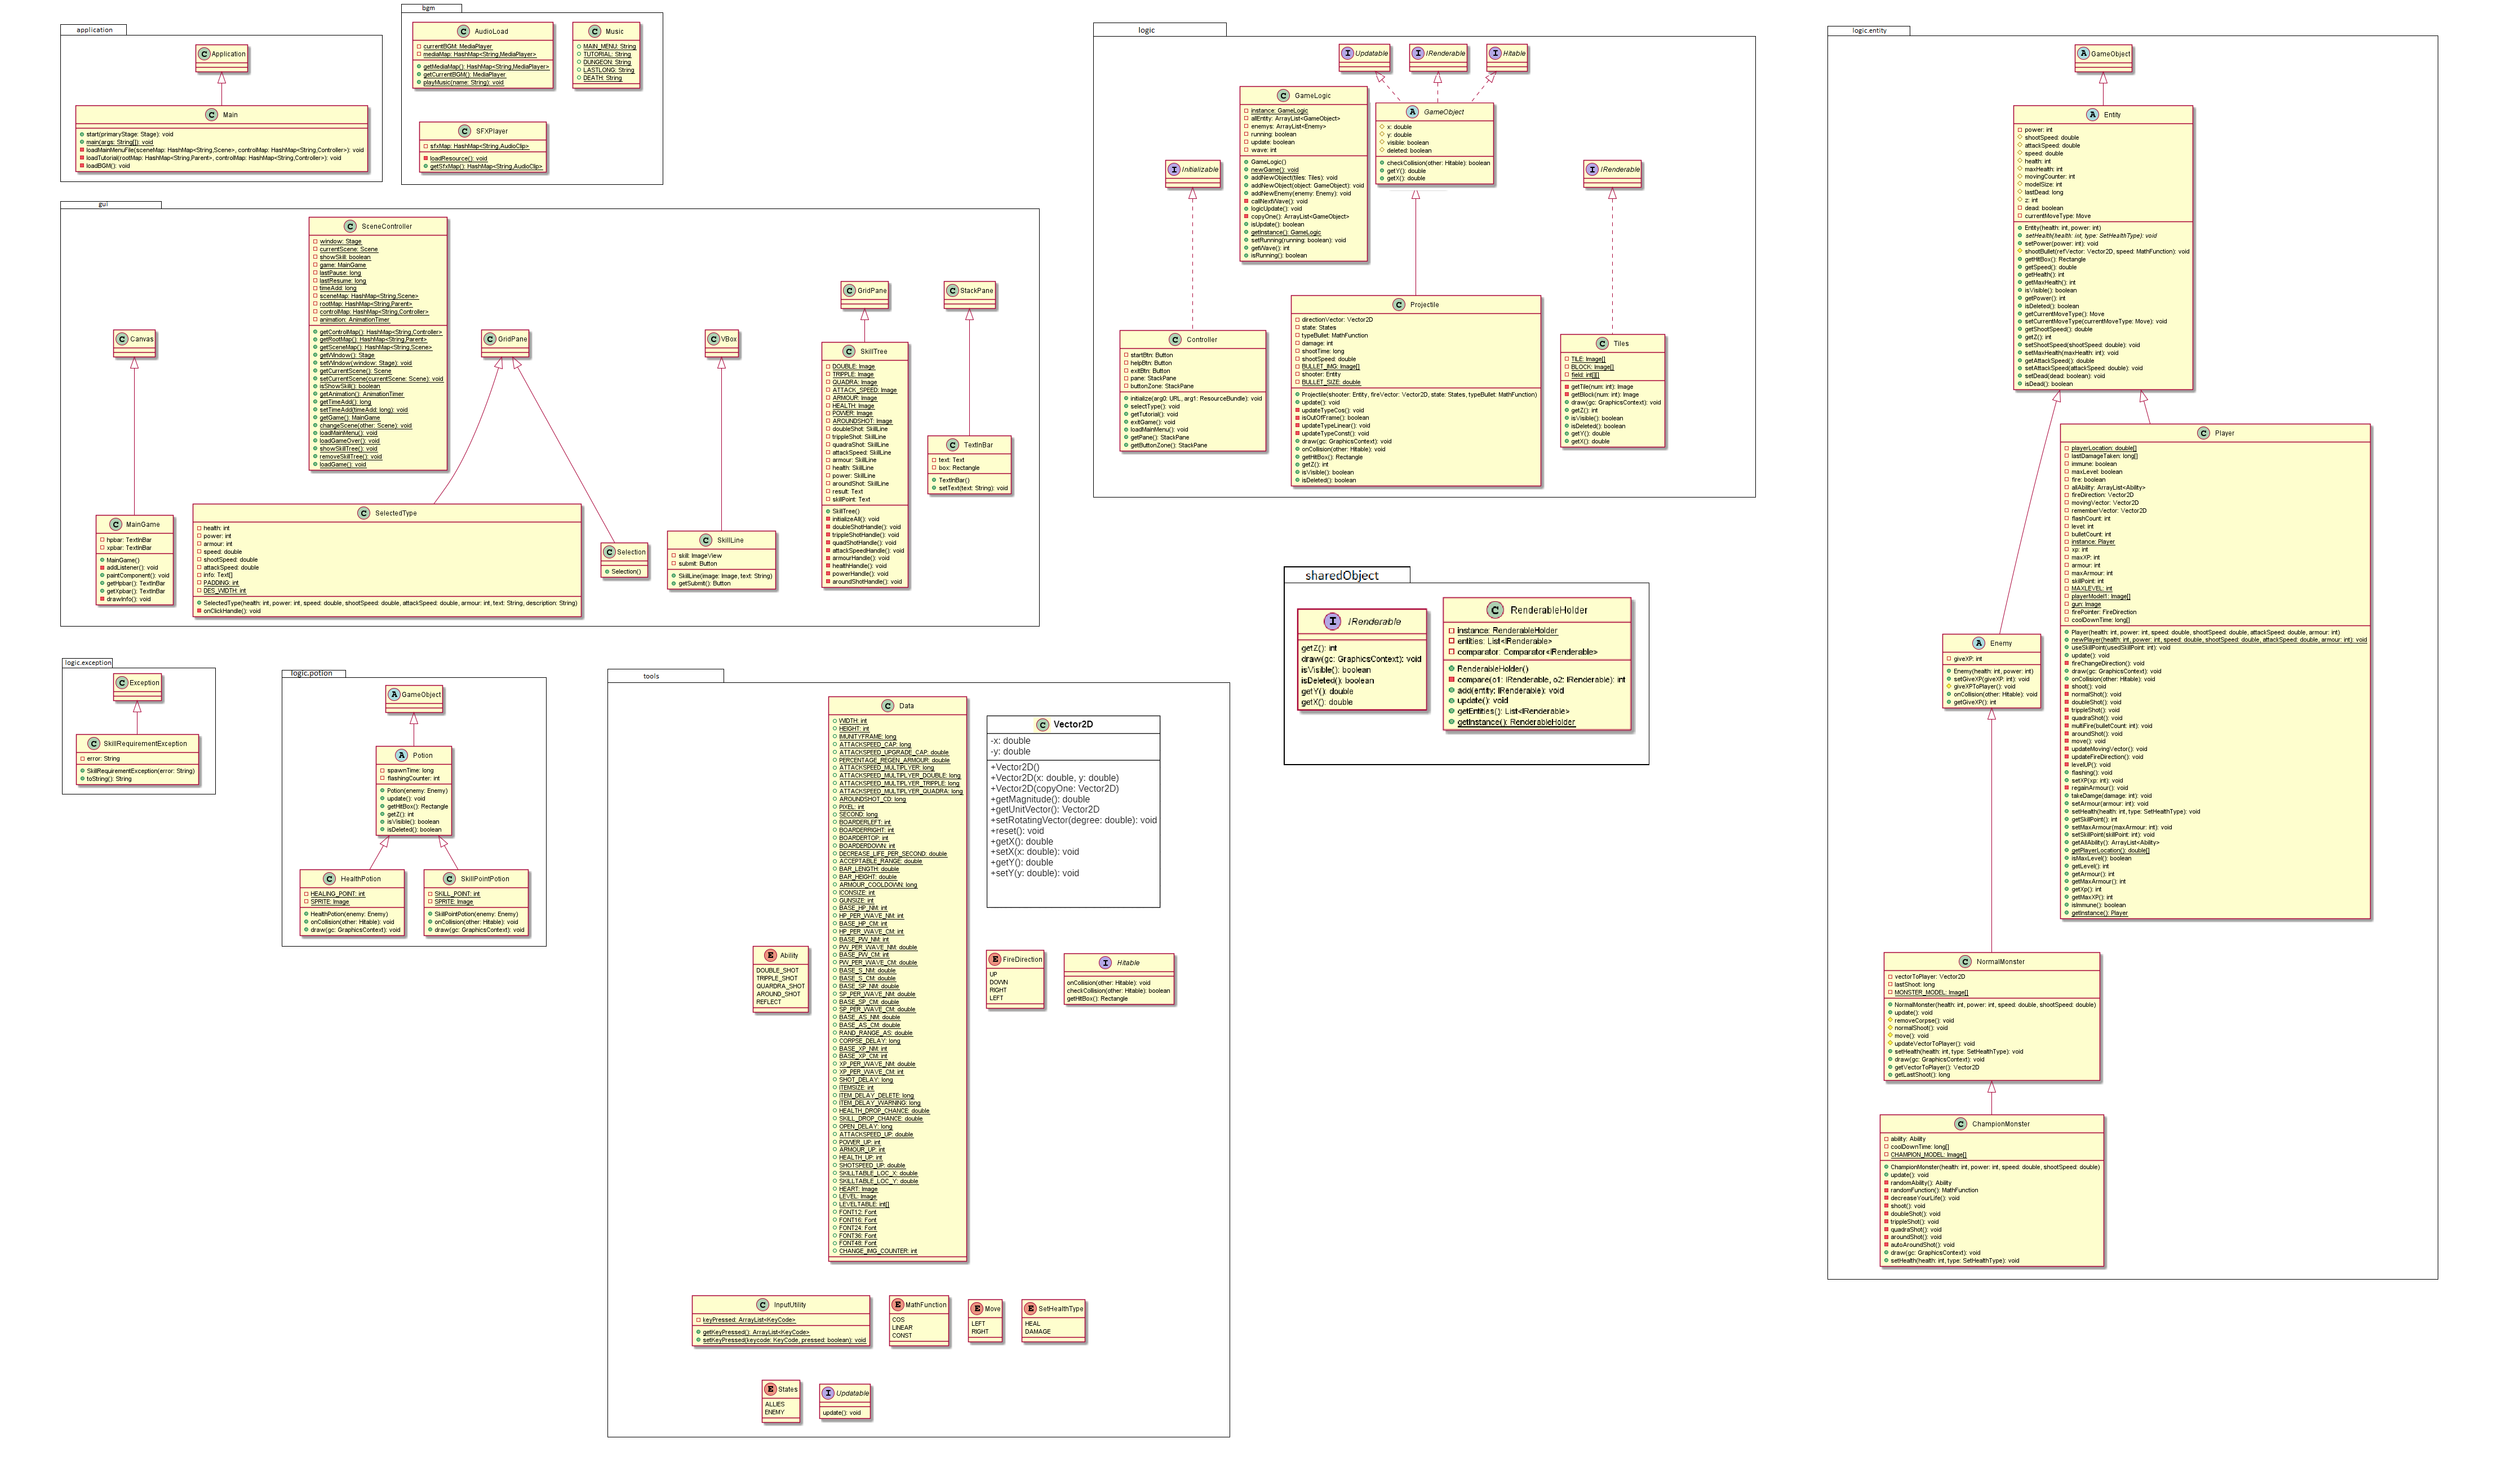 application
C Application
C Main
start(primaryStage: Stage): void
main(args: String[]): void
loadMainMenuFile(sceneMap: HashMap<String,Scene>, controlMap: HashMap<String,Controller>): void
loadTutorial(rootMap: HashMap<String,Parent>, controlMap: HashMap<String,Controller>): void
loadBGM(): void
bgm
C AudioLoad
currentBGM: MediaPlayer
mediaMap: HashMap<String,MediaPlayer>
getMediaMap(): HashMap<String,MediaPlayer>
getCurrentBGM(): MediaPlayer
playMusic(name: String): void
C Music
MAIN_MENU: String
TUTORIAL: String
DUNGEON: String
LASTLONG: String
DEATH: String
C SFXPlayer
sfxMap: HashMap<String,AudioClip>
loadResource(): void
getSfxMap(): HashMap<String,AudioClip>
gui
C SceneController
window: Stage
currentScene: Scene
showSkill: boolean
game: MainGame
lastPause: long
lastResume: long
timeAdd: long
sceneMap: HashMap<String,Scene>
rootMap: HashMap<String,Parent>
controlMap: HashMap<String,Controller>
animation: AnimationTimer
getControlMap(): HashMap<String,Controller>
getRootMap(): HashMap<String,Parent>
getSceneMap(): HashMap<String,Scene>
getWindow(): Stage
setWindow(window: Stage): void
getCurrentScene(): Scene
setCurrentScene(currentScene: Scene): void
isShowSkill(): boolean
getAnimation(): AnimationTimer
getTimeAdd(): long
setTimeAdd(timeAdd: long): void
getGame(): MainGame
changeScene(other: Scene): void
loadMainMenu(): void
loadGameOver(): void
showSkillTree(): void
removeSkillTree(): void
loadGame(): void
C Canvas
C MainGame
hpbar: TextInBar
xpbar: TextInBar
MainGame()
addListener(): void
paintComponent(): void
getHpbar(): TextInBar
getXpbar(): TextInBar
drawInfo(): void
C GridPane
C SelectedType
health: int
power: int
armour: int
speed: double
shootSpeed: double
attackSpeed: double
info: Text[]
PADDING: int
DES_WIDTH: int
SelectedType(health: int, power: int, speed: double, shootSpeed: double, attackSpeed: double, armour: int, text: String, description: String)
onClickHandle(): void
C Selection
Selection()
C VBox
C SkillLine
skill: ImageView
submit: Button
SkillLine(image: Image, text: String)
getSubmit(): Button
C GridPane
C SkillTree
DOUBLE: Image
TRIPPLE: Image
QUADRA: Image
ATTACK_SPEED: Image
ARMOUR: Image
HEALTH: Image
POWER: Image
AROUNDSHOT: Image
doubleShot: SkillLine
trippleShot: SkillLine
quadraShot: SkillLine
attackSpeed: SkillLine
armour: SkillLine
health: SkillLine
power: SkillLine
aroundShot: SkillLine
result: Text
skillPoint: Text
SkillTree()
initializeAll(): void
doubleShotHandle(): void
trippleShotHandle(): void
quadShotHandle(): void
attackSpeedHandle(): void
armourHandle(): void
healthHandle(): void
powerHandle(): void
aroundShotHandle(): void
C StackPane
C TextInBar
text: Text
box: Rectangle
TextInBar()
setText(text: String): void
logic.exception
C Exception
C SkillRequirementException
error: String
SkillRequirementException(error: String)
toString(): String
logic.potion
A GameObject
A Potion
spawnTime: long
flashingCounter: int
Potion(enemy: Enemy)
update(): void
getHitBox(): Rectangle
getZ(): int
isVisible(): boolean
isDeleted(): boolean
C HealthPotion
HEALING_POINT: int
SPRITE: Image
HealthPotion(enemy: Enemy)
onCollision(other: Hitable): void
draw(gc: GraphicsContext): void
C SkillPointPotion
SKILL_POINT: int
SPRITE: Image
SkillPointPotion(enemy: Enemy)
onCollision(other: Hitable): void
draw(gc: GraphicsContext): void
tools
C Data
WIDTH: int
HEIGHT: int
IMUNITYFRAME: long
ATTACKSPEED_CAP: long
ATTACKSPEED_UPGRADE_CAP: double
PERCENTAGE_REGEN_ARMOUR: double
ATTACKSPEED_MULTIPLYER: long
ATTACKSPEED_MULTIPLYER_DOUBLE: long
ATTACKSPEED_MULTIPLYER_TRIPPLE: long
ATTACKSPEED_MULTIPLYER_QUADRA: long
AROUNDSHOT_CD: long
PIXEL: int
SECOND: long
BOARDERLEFT: int
BOARDERRIGHT: int
BOARDERTOP: int
BOARDERDOWN: int
DECREASE_LIFE_PER_SECOND: double
ACCEPTABLE_RANGE: double
BAR_LENGTH: double
BAR_HEIGHT: double
ARMOUR_COOLDOWN: long
ICONSIZE: int
GUNSIZE: int
BASE_HP_NM: int
HP_PER_WAVE_NM: int
BASE_HP_CM: int
HP_PER_WAVE_CM: int
BASE_PW_NM: int
PW_PER_WAVE_NM: double
BASE_PW_CM: int
PW_PER_WAVE_CM: double
BASE_S_NM: double
BASE_S_CM: double
BASE_SP_NM: double
SP_PER_WAVE_NM: double
BASE_SP_CM: double
SP_PER_WAVE_CM: double
BASE_AS_NM: double
BASE_AS_CM: double
RAND_RANGE_AS: double
CORPSE_DELAY: long
BASE_XP_NM: int
BASE_XP_CM: int
XP_PER_WAVE_NM: double
XP_PER_WAVE_CM: int
SHOT_DELAY: long
ITEMSIZE: int
ITEM_DELAY_DELETE: long
ITEM_DELAY_WARNING: long
HEALTH_DROP_CHANCE: double
SKILL_DROP_CHANCE: double
OPEN_DELAY: long
ATTACKSPEED_UP: double
POWER_UP: int
ARMOUR_UP: int
HEALTH_UP: int
SHOTSPEED_UP: double
SKILLTABLE_LOC_X: double
SKILLTABLE_LOC_Y: double
HEART: Image
LEVEL: Image
LEVELTABLE: int[]
FONT12: Font
FONT16: Font
FONT24: Font
FONT36: Font
FONT48: Font
CHANGE_IMG_COUNTER: int
C Vector2D
-x: double
-y: double
+Vector2D()
+Vector2D(x: double, y: double)
+Vector2D(copyOne: Vector2D)
+getMagnitude(): double
+getUnitVector(): Vector2D
+setRotatingVector(degree: double): void
+reset(): void
+getX(): double
+setX(x: double): void
+getY(): double
+setY(y: double): void
E Ability
DOUBLE_SHOT
TRIPPLE_SHOT
QUARDRA_SHOT
AROUND_SHOT
REFLECT
E FireDirection
UP
DOWN
RIGHT
LEFT
I Hitable
onCollision(other: Hitable): void
checkCollision(other: Hitable): boolean
getHitBox(): Rectangle
C InputUtility
keyPressed: ArrayList<KeyCode>
getKeyPressed(): ArrayList<KeyCode>
setKeyPressed(keycode: KeyCode, pressed: boolean): void
E MathFunction
COS
LINEAR
CONST
E Move
LEFT
RIGHT
E SetHealthType
HEAL
DAMAGE
E States
ALLIES
ENEMY
I Updatable
update(): void
logic
I Updatable
I IRenderable
I Hitable
C GameLogic
instance: GameLogic
allEntity: ArrayList<GameObject>
enemys: ArrayList<Enemy>
running: boolean
update: boolean
wave: int
GameLogic()
newGame(): void
addNewObject(tiles: Tiles): void
addNewObject(object: GameObject): void
addNewEnemy(enemy: Enemy): void
callNextWave(): void
logicUpdate(): void
copyOne(): ArrayList<GameObject>
isUpdate(): boolean
getInstance(): GameLogic
setRunning(running: boolean): void
getWave(): int
isRunning(): boolean
A GameObject
x: double
y: double
visible: boolean
deleted: boolean
checkCollision(other: Hitable): boolean
getY(): double
getX(): double
I Initializable
C Controller
startBtn: Button
helpBtn: Button
exitBtn: Button
pane: StackPane
buttonZone: StackPane
initialize(arg0: URL, arg1: ResourceBundle): void
selectType(): void
getTutorial(): void
exitGame(): void
loadMainMenu(): void
getPane(): StackPane
getButtonZone(): StackPane
C Projectile
directionVector: Vector2D
state: States
typeBullet: MathFunction
damage: int
shootTime: long
shootSpeed: double
BULLET_IMG: Image[]
shooter: Entity
BULLET_SIZE: double
Projectile(shooter: Entity, fireVector: Vector2D, state: States, typeBullet: MathFunction)
update(): void
updateTypeCos(): void
isOutOfFrame(): boolean
updateTypeLinear(): void
updateTypeConst(): void
draw(gc: GraphicsContext): void
onCollision(other: Hitable): void
getHitBox(): Rectangle
getZ(): int
isVisible(): boolean
isDeleted(): boolean
I IRenderable
C Tiles
TILE: Image[]
BLOCK: Image[]
field: int[][]
getTile(num: int): Image
getBlock(num: int): Image
draw(gc: GraphicsContext): void
getZ(): int
isVisible(): boolean
isDeleted(): boolean
getY(): double
getX(): double
sharedObject
I IRenderable
getZ(): int
draw(gc: GraphicsContext): void
isVisible(): boolean
isDeleted(): boolean
getY(): double
getX(): double
C RenderableHolder
instance: RenderableHolder
entities: List<IRenderable>
comparator: Comparator<IRenderable>
RenderableHolder()
compare(o1: IRenderable, o2: IRenderable): int
add(entity: IRenderable): void
update(): void
getEntities(): List<IRenderable>
getInstance(): RenderableHolder
logic.entity
A GameObject
A Entity
power: int
shootSpeed: double
attackSpeed: double
speed: double
health: int
maxHealth: int
movingCounter: int
modelSize: int
lastDead: long
z: int
dead: boolean
currentMoveType: Move
Entity(health: int, power: int)
setHealth(health: int, type: SetHealthType): void
setPower(power: int): void
shootBullet(refVector: Vector2D, speed: MathFunction): void
getHitBox(): Rectangle
getSpeed(): double
getHealth(): int
getMaxHealth(): int
isVisible(): boolean
getPower(): int
isDeleted(): boolean
getCurrentMoveType(): Move
setCurrentMoveType(currentMoveType: Move): void
getShootSpeed(): double
getZ(): int
setShootSpeed(shootSpeed: double): void
setMaxHealth(maxHealth: int): void
getAttackSpeed(): double
setAttackSpeed(attackSpeed: double): void
setDead(dead: boolean): void
isDead(): boolean
C Player
playerLocation: double[]
lastDamageTaken: long[]
immune: boolean
maxLevel: boolean
fire: boolean
allAbility: ArrayList<Ability>
fireDirection: Vector2D
movingVector: Vector2D
rememberVector: Vector2D
flashCount: int
level: int
bulletCount: int
instance: Player
xp: int
maxXP: int
armour: int
maxArmour: int
skillPoint: int
MAXLEVEL: int
playerModel1: Image[]
gun: Image
firePointer: FireDirection
coolDownTime: long[]
Player(health: int, power: int, speed: double, shootSpeed: double, attackSpeed: double, armour: int)
newPlayer(health: int, power: int, speed: double, shootSpeed: double, attackSpeed: double, armour: int): void
useSkillPoint(usedSkillPoint: int): void
update(): void
fireChangeDirection(): void
draw(gc: GraphicsContext): void
onCollision(other: Hitable): void
shoot(): void
normalShot(): void
doubleShot(): void
trippleShot(): void
quadraShot(): void
multiFire(bulletCount: int): void
aroundShot(): void
move(): void
updateMovingVector(): void
updateFireDirection(): void
levelUP(): void
flashing(): void
setXP(xp: int): void
regainArmour(): void
takeDamge(damage: int): void
setArmour(armour: int): void
setHealth(health: int, type: SetHealthType): void
getSkillPoint(): int
setMaxArmour(maxArmour: int): void
setSkillPoint(skillPoint: int): void
getAllAbility(): ArrayList<Ability>
getPlayerLocation(): double[]
isMaxLevel(): boolean
getLevel(): int
getArmour(): int
getMaxArmour(): int
getXp(): int
getMaxXP(): int
isImmune(): boolean
getInstance(): Player
A Enemy
giveXP: int
Enemy(health: int, power: int)
setGiveXP(giveXP: int): void
giveXPToPlayer(): void
onCollision(other: Hitable): void
getGiveXP(): int
C NormalMonster
vectorToPlayer: Vector2D
lastShoot: long
MONSTER_MODEL: Image[]
NormalMonster(health: int, power: int, speed: double, shootSpeed: double)
update(): void
removeCorpse(): void
normalShoot(): void
move(): void
updateVectorToPlayer(): void
setHealth(health: int, type: SetHealthType): void
draw(gc: GraphicsContext): void
getVectorToPlayer(): Vector2D
getLastShoot(): long
C ChampionMonster
ability: Ability
coolDownTime: long[]
CHAMPION_MODEL: Image[]
ChampionMonster(health: int, power: int, speed: double, shootSpeed: double)
update(): void
randomAbility(): Ability
randomFunction(): MathFunction
decreaseYourLife(): void
shoot(): void
doubleShot(): void
trippleShot(): void
quadraShot(): void
aroundShot(): void
autoAroundShot(): void
draw(gc: GraphicsContext): void
setHealth(health: int, type: SetHealthType): void